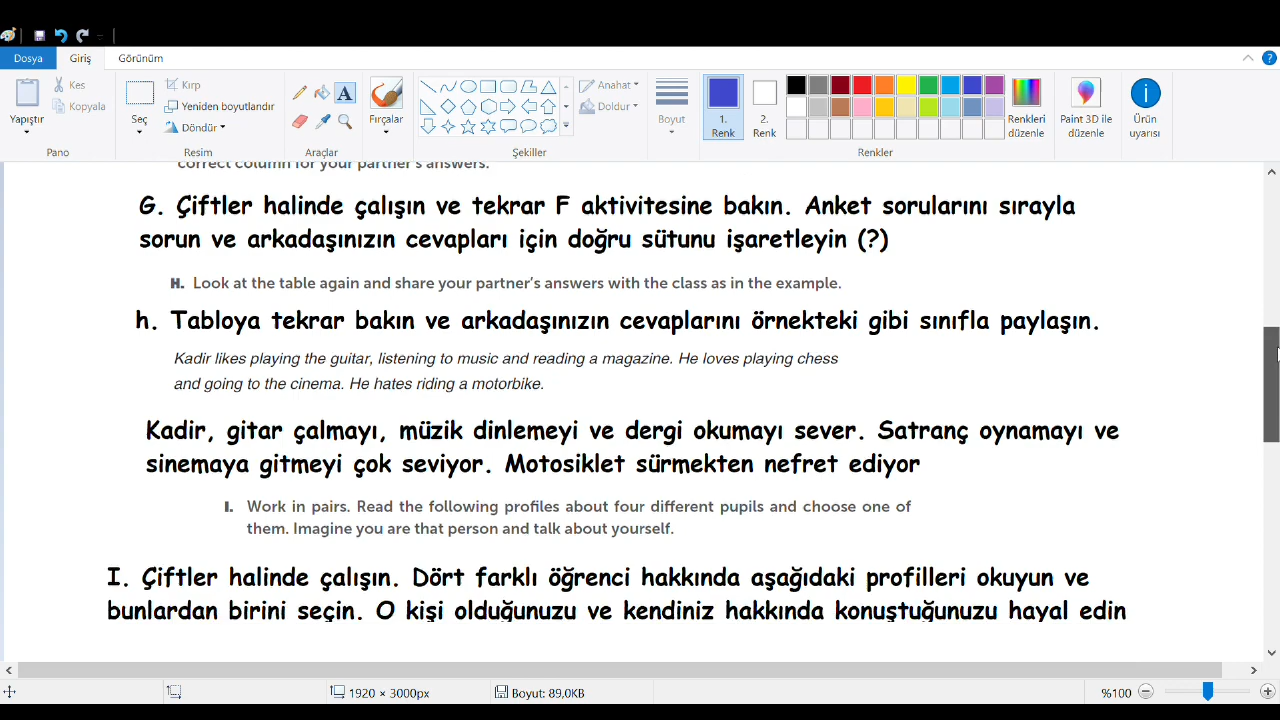 Dosya Giriş Görünüm
Yapıştır
Kes
Kopyala
Pano
Seç
Kırp
Yeniden boyutlandır
Döndür
Resim
A
Araçlar
Fırçalar
Anahat
Doldur
Şekiller
Boyut
1.
Renk
2.
Renk
Renkleri
düzenle
Renkler
Paint 3D ile
düzenle
Ürün
uyarısı
correct column for your partner's answers.
G. Çiftler halinde çalışın ve tekrar F aktivitesine bakın. Anket sorularını sırayla
sorun ve arkadaşınızın cevapları için doğru sütunu işaretleyin (?)
H. Look at the table again and share your partner's answers with the class as in the example.
h. Tabloya tekrar bakın ve arkadaşınızın cevaplarını örnekteki gibi sınıfla paylaşın.
Kadir likes playing the guitar, listening to music and reading a magazine. He loves playing chess
and going to the cinema. He hates riding a motorbike.
Kadir, gitar çalmayı, müzik dinlemeyi ve dergi okumayı sever. Satranç oynamayı ve
sinemaya gitmeyi çok seviyor. Motosiklet sürmekten nefret ediyor
I. Work in pairs. Read the following profiles about four different pupils and choose one of
them. Imagine you are that person and talk about yourself.
I. Çiftler halinde çalışın. Dört farklı öğrenci hakkında aşağıdaki profilleri okuyun ve
bunlardan birini seçin. O kişi olduğunuzu ve kendiniz hakkında konuştuğunuzu hayal edin
1920 × 3000px
Boyut: 89,0KB
%100